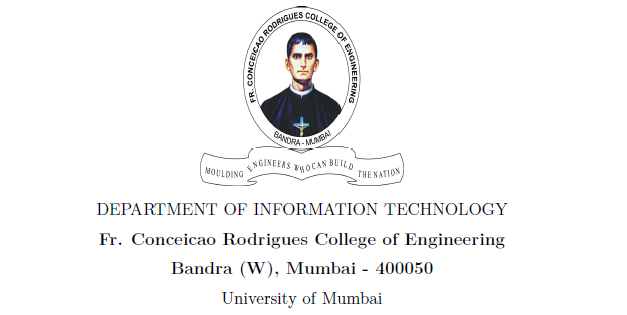 FR. CONCEICAO RODRIGUES COLLEGE OF ENGINEERING
BANDRA - MUMBAI
MOULDING ENGINEERS WHO CAN BUILD THE NATION
DEPARTMENT OF INFORMATION TECHNOLOGY
Fr. Conceicao Rodrigues College of Engineering
Bandra (W), Mumbai - 400050
University of Mumbai